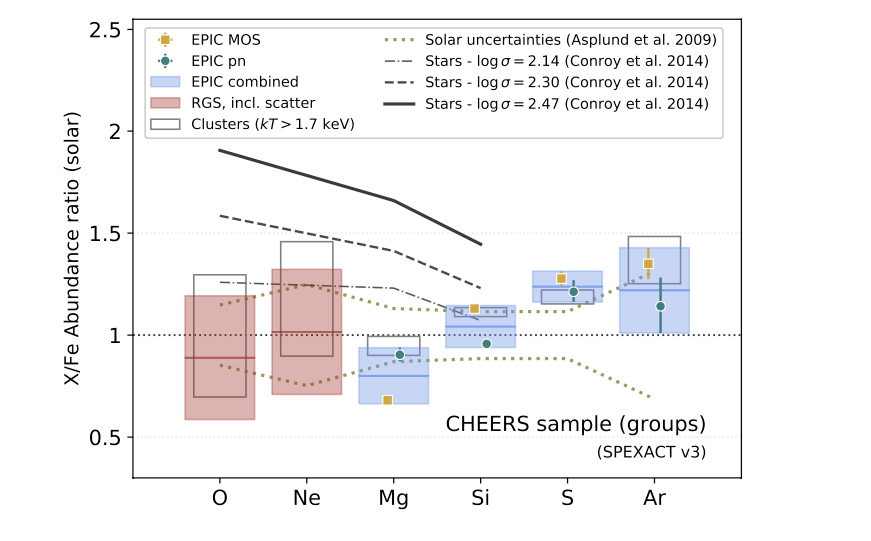 2.5
2
1.5
1
0.5
X/Fe Abundance ratio (solar)
EPIC MOS
EPIC pn
EPIC combined
RGS, incl. scatter
Clusters (kT > 1.7 keV)
Solar uncertainties (Asplund et al. 2009)
Stars - log σ = 2.14 (Conroy et al. 2014)
Stars - log σ = 2.30 (Conroy et al. 2014)
Stars - log σ = 2.47 (Conroy et al. 2014)
CHEERS sample (groups)
(SPEXACT v3)
O Ne Mg Si S Ar